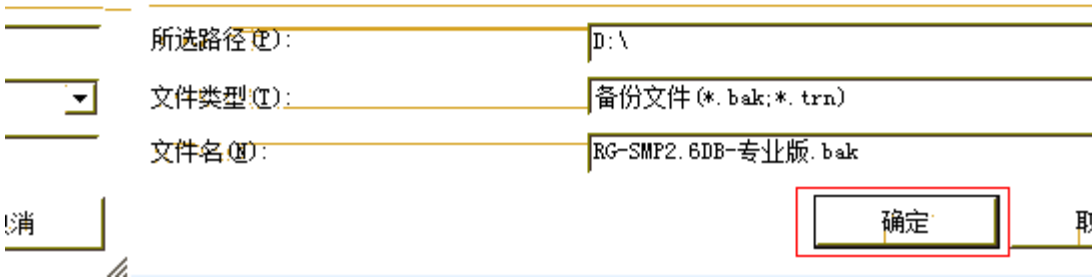 所选路径(P): D:\
文件类型(T): 备份文件(*.bak;*.trn)
文件名(N): RG-SMP2.6DB-专业版.bak
消 确定